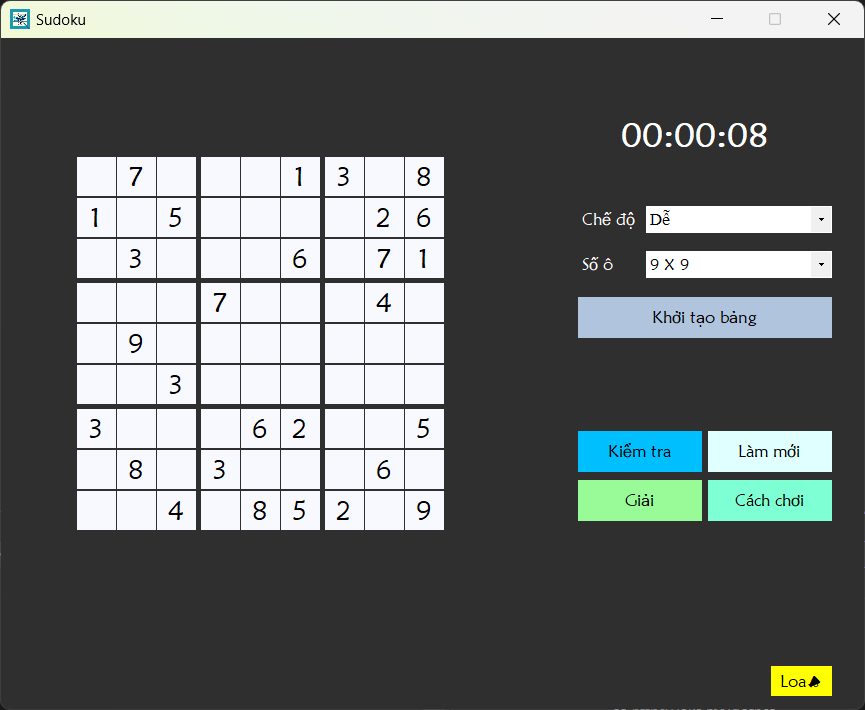 Sudoku
00:00:08
7 1 3 8
1 5 2 6
3 6 7 1
7 4
9
3
3 6 2 5
8 3 6
4 8 5 2 9
Chế độ Dễ
Số ô 9 X 9
Khởi tạo bảng
Kiểm tra Làm mới
Giải Cách chơi